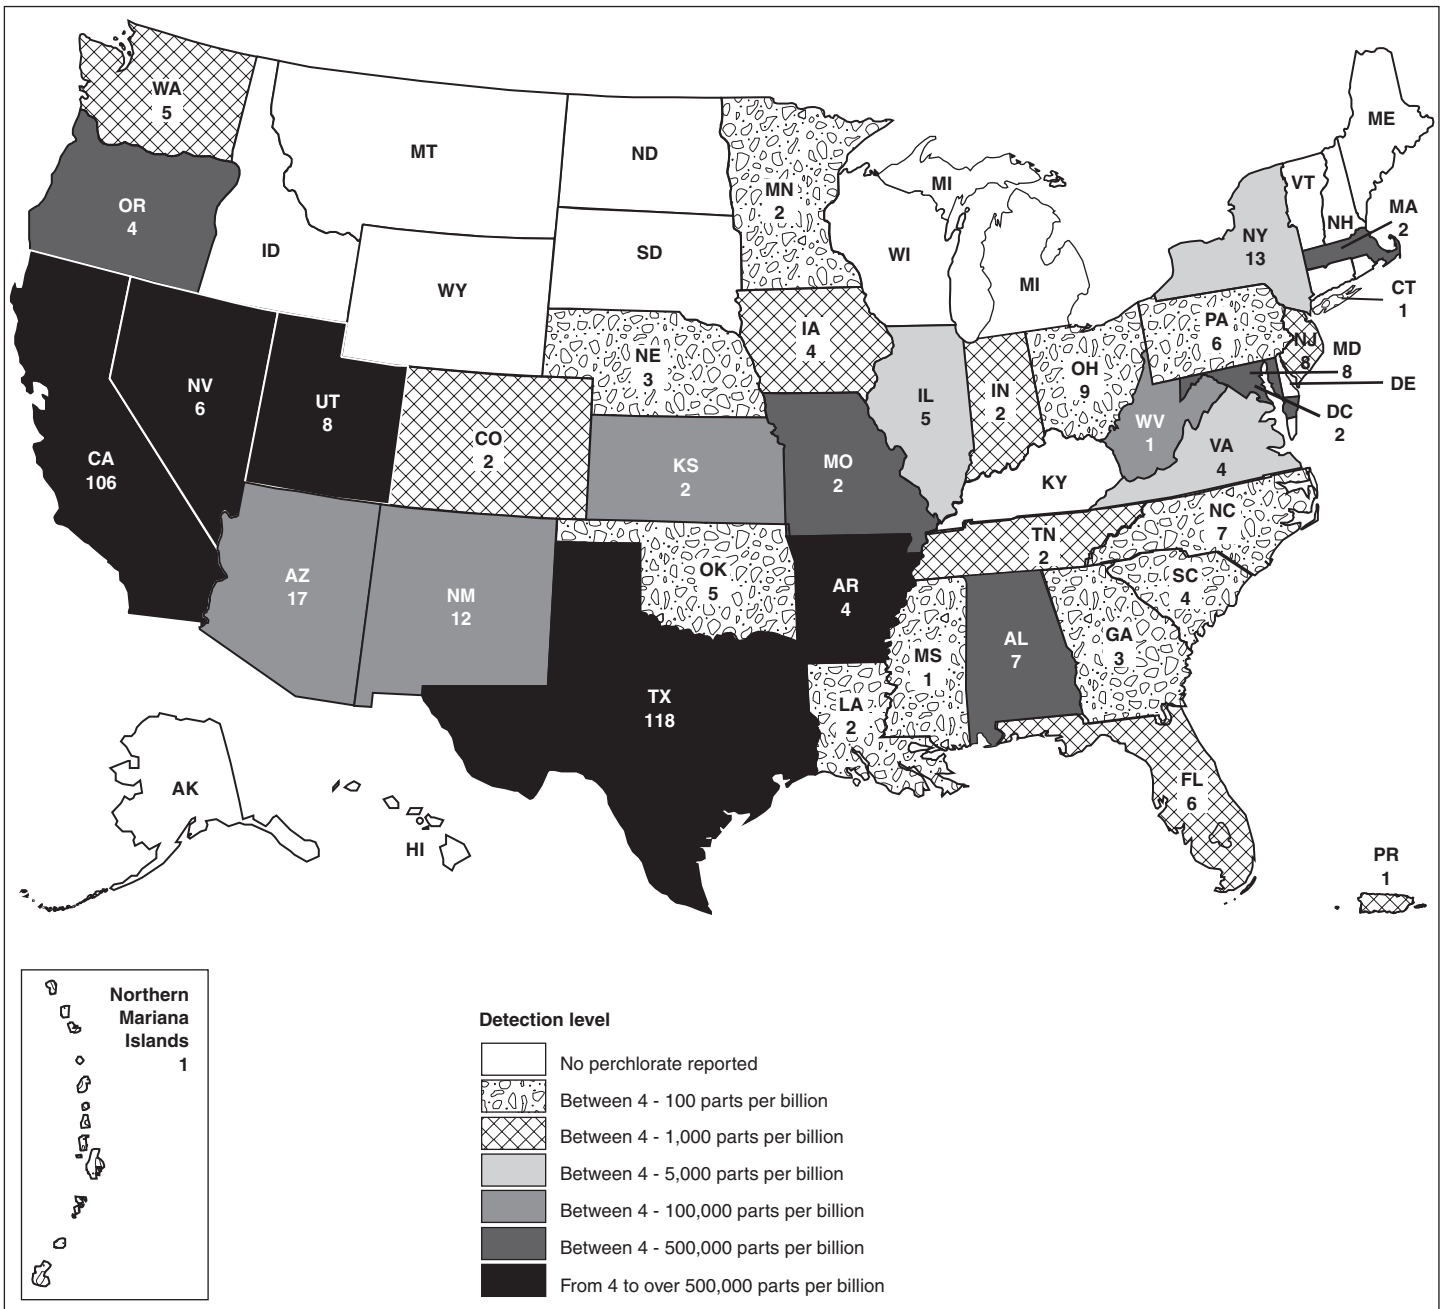 WA
5
MT
ND
MN
2
ME
MI
VT
NH
MA
2
OR
4
ID
SD
WI
NY
13
WY
MI
CT
1
IA
4
PA
6
NE
3
NJ
8
MD
8
NV
6
UT
8
OH
9
IN
2
IL
5
DE
DC
2
WV
1
CO
2
VA
4
CA
106
KS
2
MO
2
KY
NC
7
TN
2
AZ
17
NM
12
OK
5
AR
4
SC
4
GA
3
AL
7
MS
1
TX
118
LA
2
AK
FL
6
HI
PR
1
Northern
Mariana
Islands
1
Detection level
No perchlorate reported
Between 4 - 100 parts per billion
Between 4 - 1,000 parts per billion
Between 4 - 5,000 parts per billion
Between 4 - 100,000 parts per billion
Between 4 - 500,000 parts per billion
From 4 to over 500,000 parts per billion